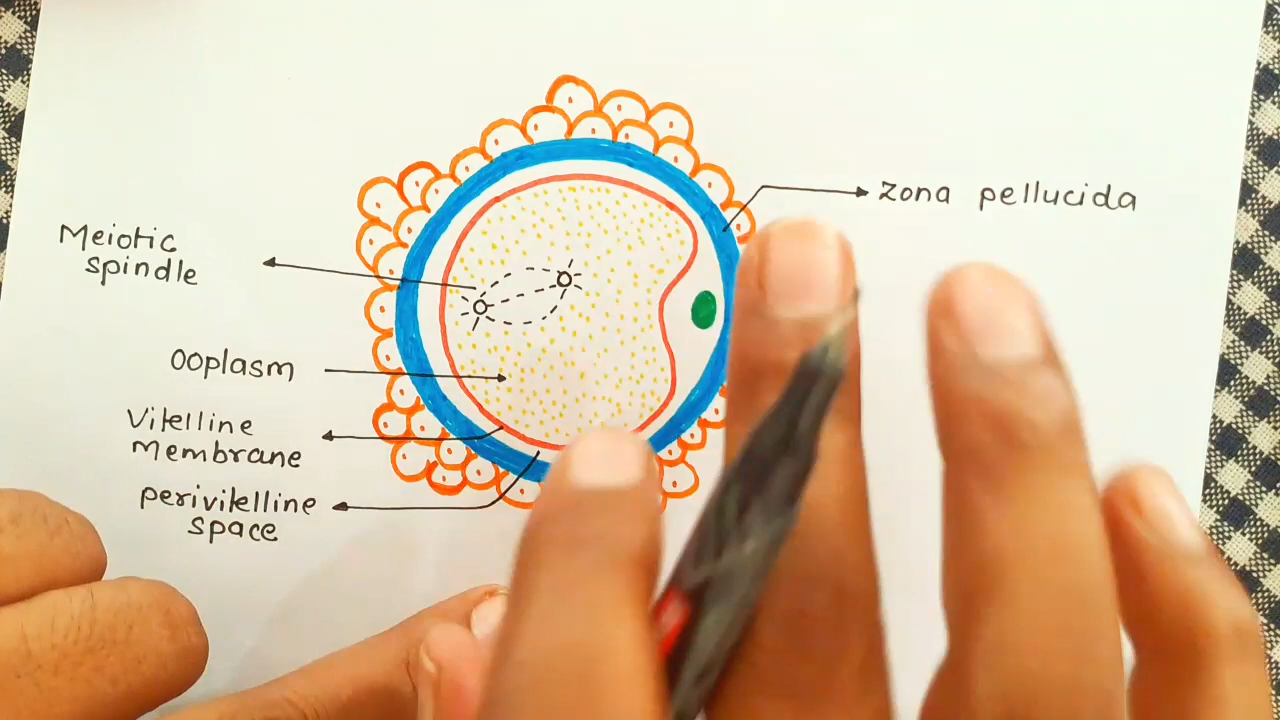 Zona pellucida
Meiotic
spindle
Ooplasm
Vitelline
membrane
perivitelline
space